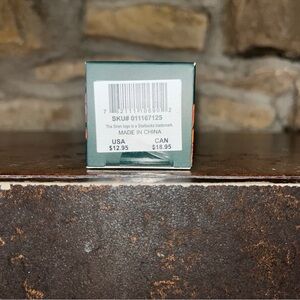 SKU# 011167125
The Siren logo is a Starbucks trademark.
MADE IN CHINA
USA CAN
$12.95 $18.95